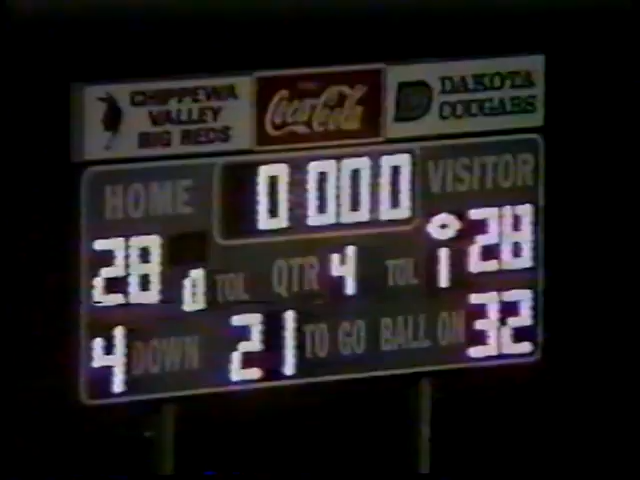 CHIPPEWA
VALLEY
BIG REDS
Coca-Cola
DAKOTA
COUGARS
HOME
0 000
VISITOR
28
TOL
QTR 4
TOL
1
28
4 DOWN
21 TO GO
BALL ON
32